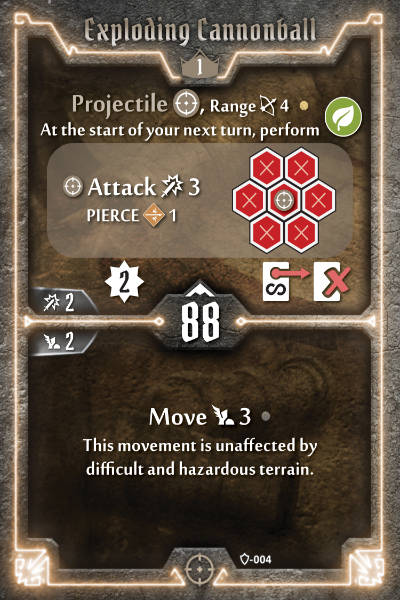 Exploding Cannonball
1
Projectile , Range 4
At the start of your next turn, perform
Attack 3
PIERCE 1
2
S
2
88
2
Move 3
This movement is unaffected by
difficult and hazardous terrain.
-004